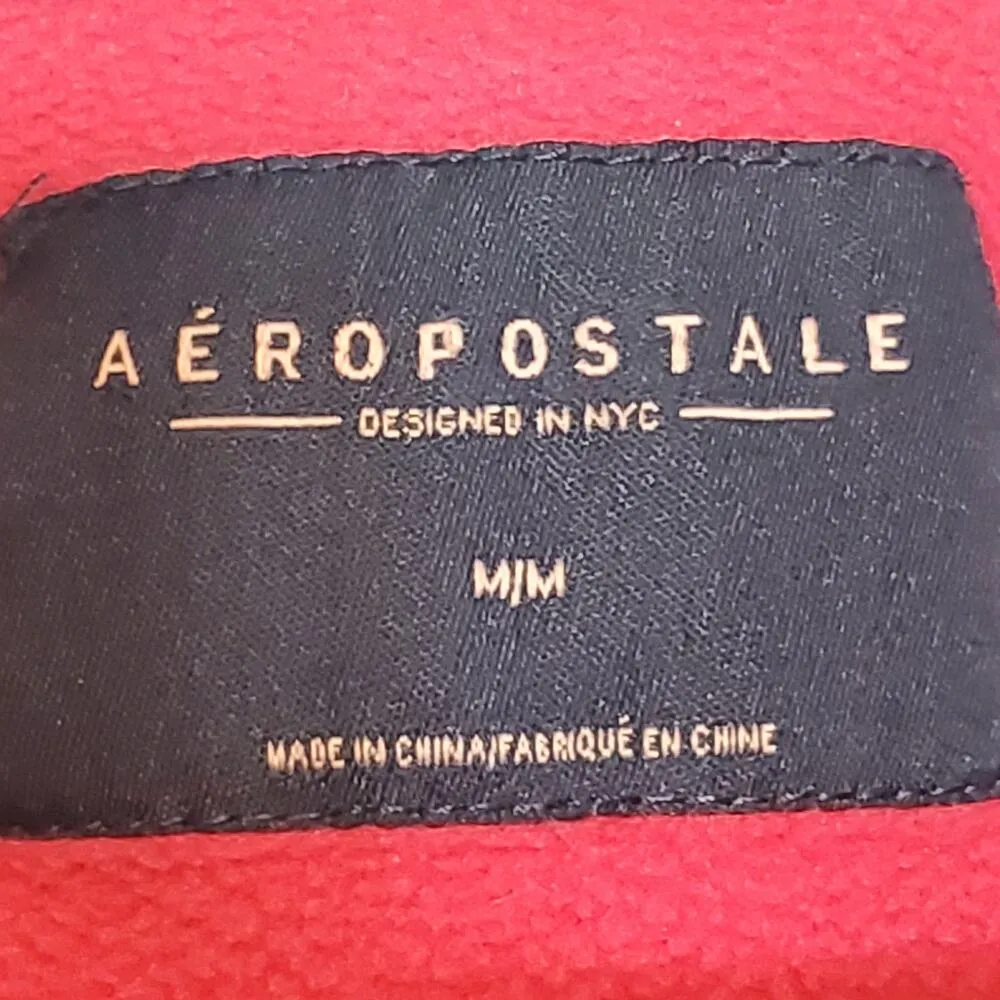 AÉROPOSTALE
DESIGNED IN NYC
M/M
MADE IN CHINA/FABRIQUÉ EN CHINE